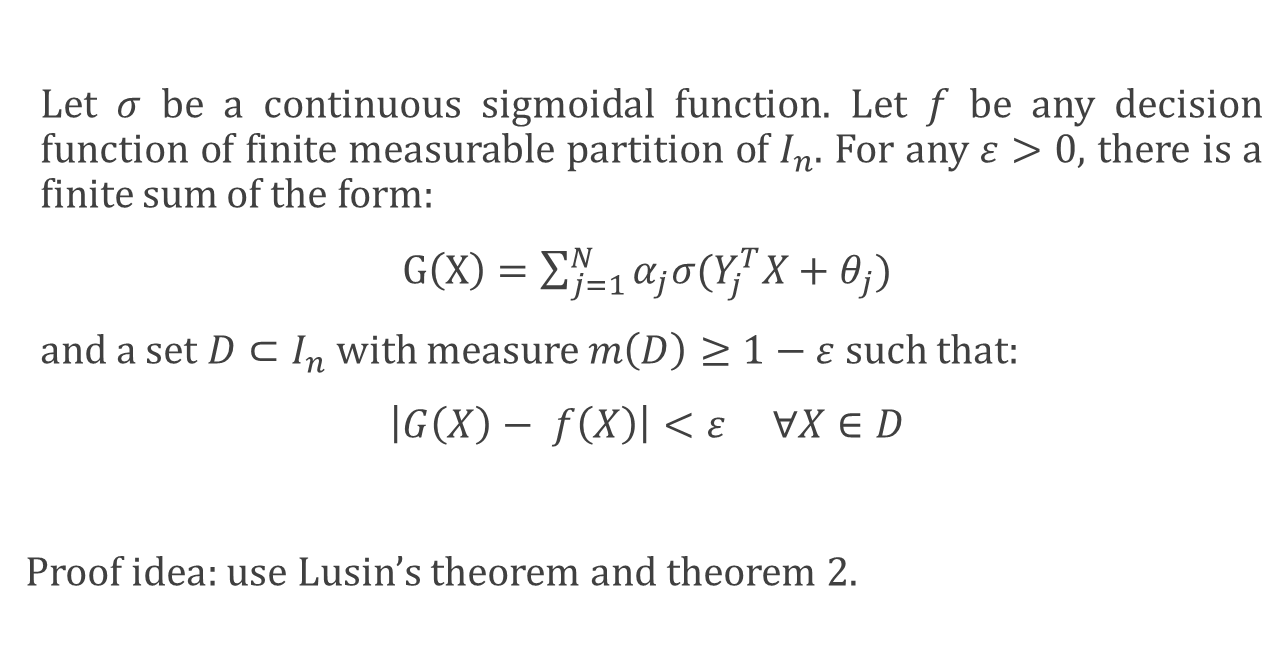 Let σ be a continuous sigmoidal function. Let f be any decision
function of finite measurable partition of Iₙ. For any ε > 0, there is a
finite sum of the form:
G(X) = ∑ᴺⱼ₌₁ αⱼσ(Yⱼᵀ X + θⱼ)
and a set D ⊂ Iₙ with measure m(D) ≥ 1 − ε such that:
|G(X) − f(X)| < ε ∀X ∈ D
Proof idea: use Lusin’s theorem and theorem 2.